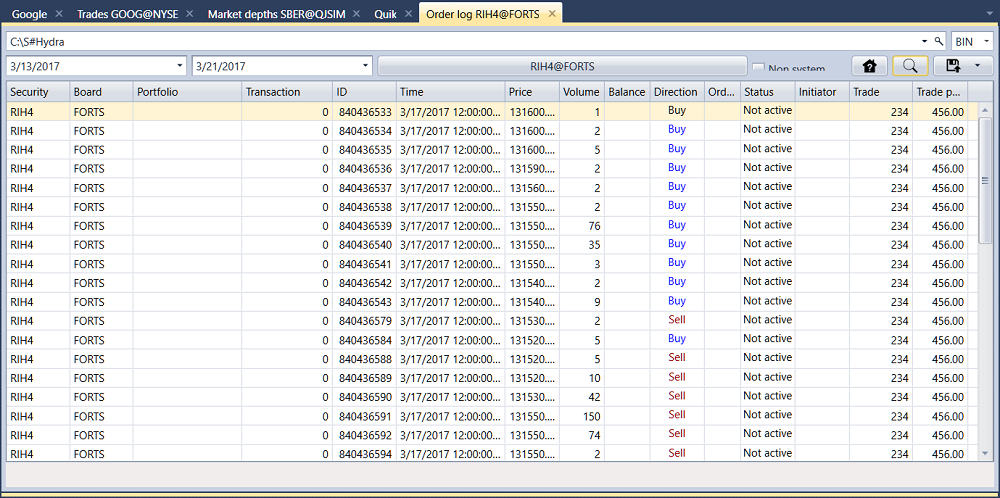 Google × Trades GOOG@NYSE × Market depths SBER@QJSIM × Quik × Order log RIH4@FORTS ×
C:\S#Hydra BIN
3/13/2017 3/21/2017 RIH4@FORTS Non system
Security Board Portfolio Transaction ID Time Price Volume Balance Direction Ord... Status Initiator Trade Trade p...
RIH4 FORTS 0 840436533 3/17/2017 12:00:00... 131600.... 1 Buy Not active 234 456.00
RIH4 FORTS 0 840436534 3/17/2017 12:00:00... 131600.... 2 Buy Not active 234 456.00
RIH4 FORTS 0 840436535 3/17/2017 12:00:00... 131600.... 5 Buy Not active 234 456.00
RIH4 FORTS 0 840436536 3/17/2017 12:00:00... 131590.... 2 Buy Not active 234 456.00
RIH4 FORTS 0 840436537 3/17/2017 12:00:00... 131560.... 2 Buy Not active 234 456.00
RIH4 FORTS 0 840436538 3/17/2017 12:00:00... 131550.... 2 Buy Not active 234 456.00
RIH4 FORTS 0 840436539 3/17/2017 12:00:00... 131550.... 76 Buy Not active 234 456.00
RIH4 FORTS 0 840436540 3/17/2017 12:00:00... 131550.... 35 Buy Not active 234 456.00
RIH4 FORTS 0 840436541 3/17/2017 12:00:00... 131550.... 3 Buy Not active 234 456.00
RIH4 FORTS 0 840436542 3/17/2017 12:00:00... 131540.... 2 Buy Not active 234 456.00
RIH4 FORTS 0 840436543 3/17/2017 12:00:00... 131540.... 9 Buy Not active 234 456.00
RIH4 FORTS 0 840436579 3/17/2017 12:00:00... 131530.... 2 Sell Not active 234 456.00
RIH4 FORTS 0 840436584 3/17/2017 12:00:00... 131520.... 5 Buy Not active 234 456.00
RIH4 FORTS 0 840436588 3/17/2017 12:00:00... 131520.... 5 Sell Not active 234 456.00
RIH4 FORTS 0 840436589 3/17/2017 12:00:00... 131520.... 10 Sell Not active 234 456.00
RIH4 FORTS 0 840436590 3/17/2017 12:00:00... 131530.... 42 Sell Not active 234 456.00
RIH4 FORTS 0 840436591 3/17/2017 12:00:00... 131550.... 150 Sell Not active 234 456.00
RIH4 FORTS 0 840436592 3/17/2017 12:00:00... 131550.... 74 Sell Not active 234 456.00
RIH4 FORTS 0 840436594 3/17/2017 12:00:00... 131550.... 2 Sell Not active 234 456.00